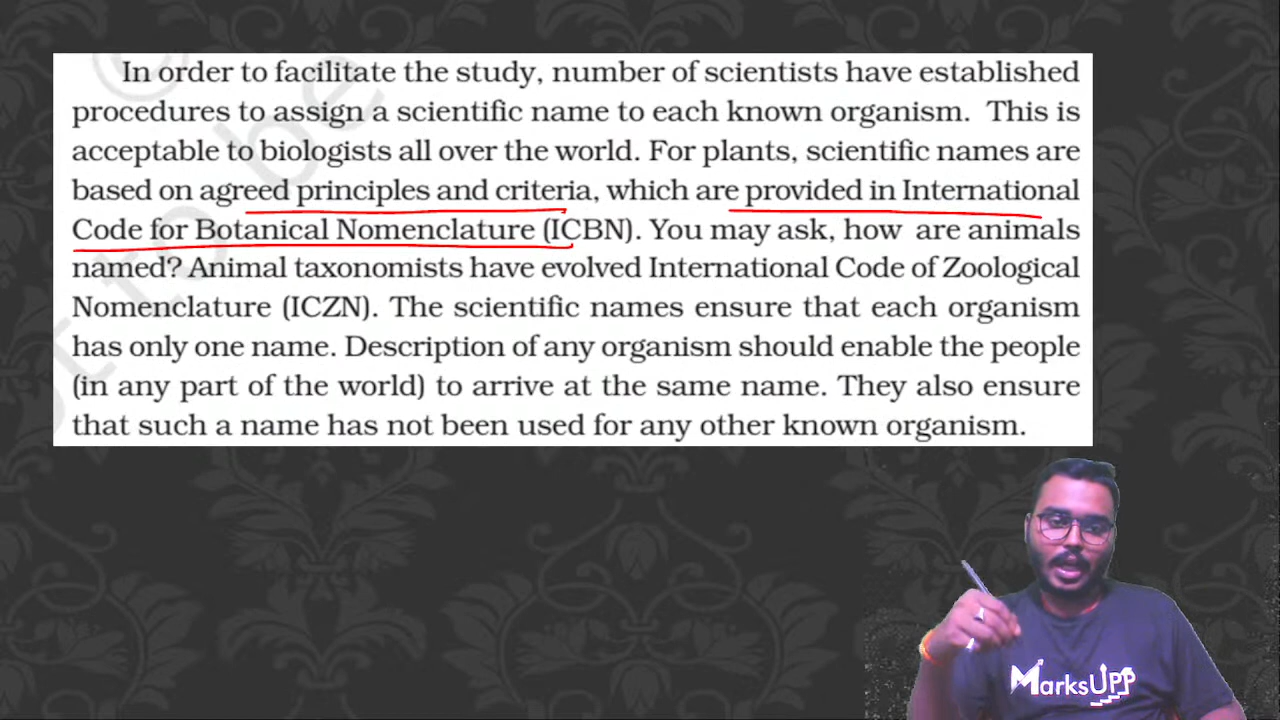 In order to facilitate the study, number of scientists have established
procedures to assign a scientific name to each known organism. This is
acceptable to biologists all over the world. For plants, scientific names are
based on agreed principles and criteria, which are provided in International
Code for Botanical Nomenclature (ICBN). You may ask, how are animals
named? Animal taxonomists have evolved International Code of Zoological
Nomenclature (ICZN). The scientific names ensure that each organism
has only one name. Description of any organism should enable the people
(in any part of the world) to arrive at the same name. They also ensure
that such a name has not been used for any other known organism.
MarksUPP